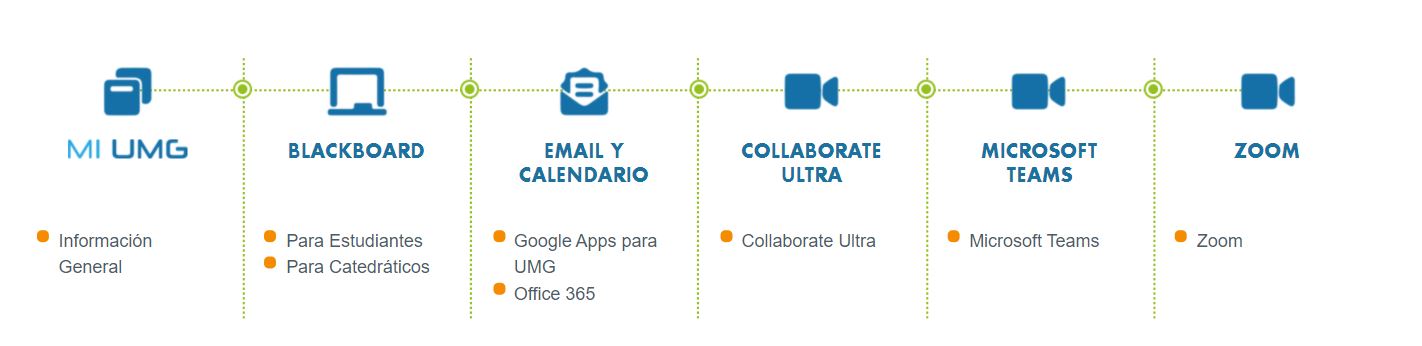 MI UMG
Información
General
BLACKBOARD
Para Estudiantes
Para Catedráticos
EMAIL Y
CALENDARIO
Google Apps para
UMG
Office 365
COLLABORATE
ULTRA
Collaborate Ultra
MICROSOFT
TEAMS
Microsoft Teams
ZOOM
Zoom